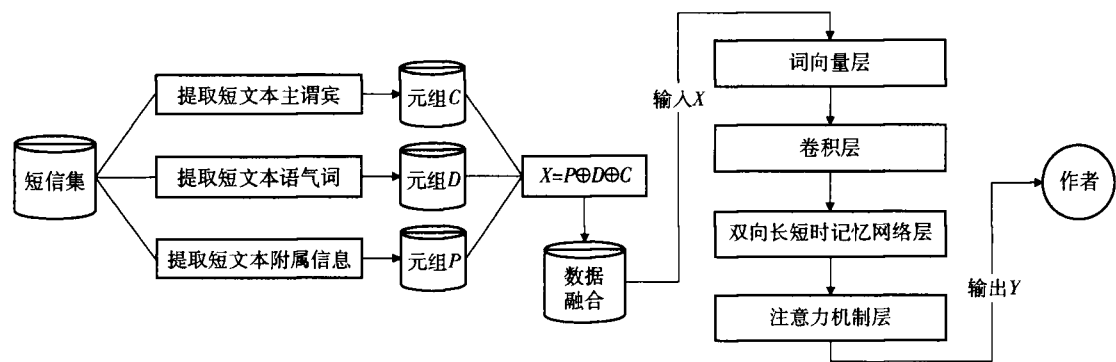 短信集
提取短文本主谓宾
元组C
提取短文本语气词
元组D
提取短文本附属信息
元组P
X=P⊕D⊕C
数据
融合
输入X
词向量层
卷积层
双向长短时记忆网络层
注意力机制层
输出Y
作者